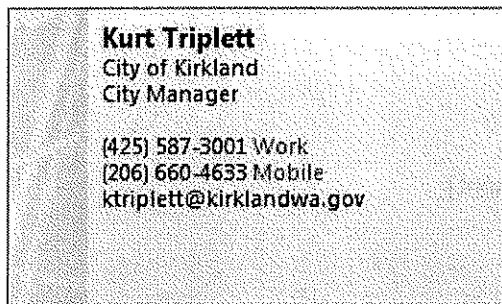 Kurt Triplett
City of Kirkland
City Manager
(425) 587-3001 Work
(206) 660-4633 Mobile
ktriplett@kirklandwa.gov